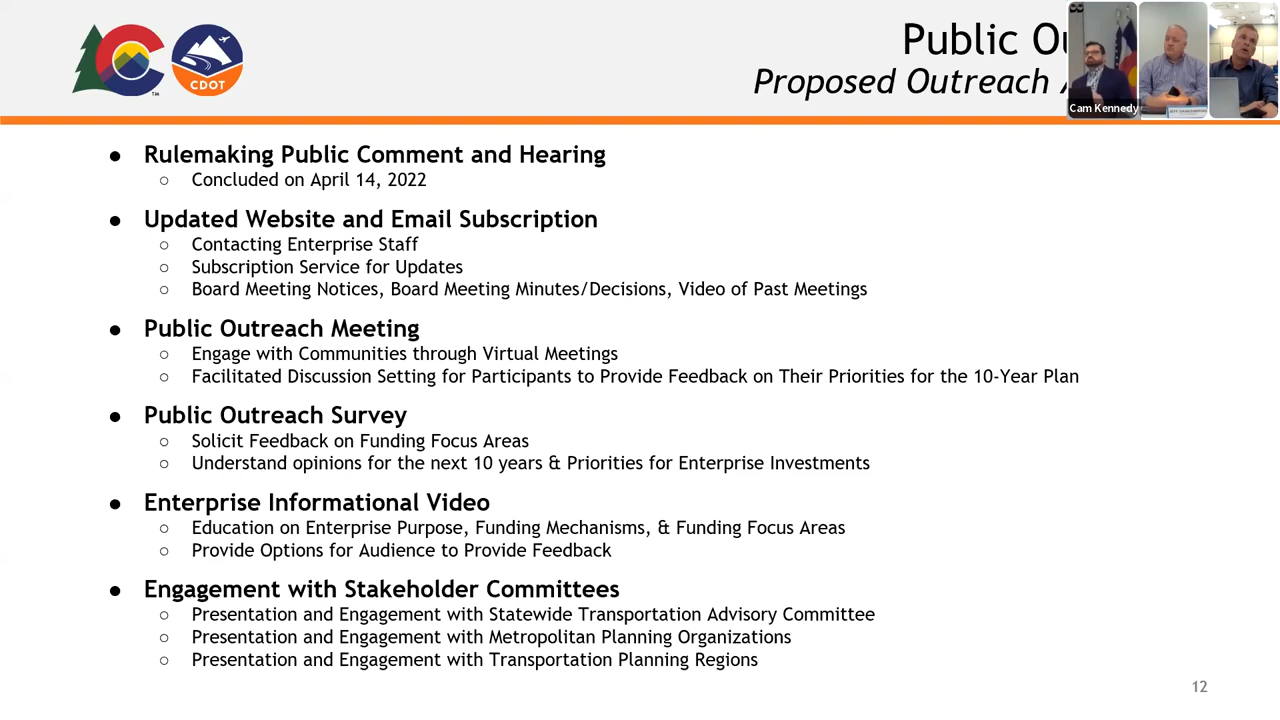 Public
Proposed Outreach
Cam Kennedy
CDOT
TM
● Rulemaking Public Comment and Hearing
○ Concluded on April 14, 2022
● Updated Website and Email Subscription
○ Contacting Enterprise Staff
○ Subscription Service for Updates
○ Board Meeting Notices, Board Meeting Minutes/Decisions, Video of Past Meetings
● Public Outreach Meeting
○ Engage with Communities through Virtual Meetings
○ Facilitated Discussion Setting for Participants to Provide Feedback on Their Priorities for the 10-Year Plan
● Public Outreach Survey
○ Solicit Feedback on Funding Focus Areas
○ Understand opinions for the next 10 years & Priorities for Enterprise Investments
● Enterprise Informational Video
○ Education on Enterprise Purpose, Funding Mechanisms, & Funding Focus Areas
○ Provide Options for Audience to Provide Feedback
● Engagement with Stakeholder Committees
○ Presentation and Engagement with Statewide Transportation Advisory Committee
○ Presentation and Engagement with Metropolitan Planning Organizations
○ Presentation and Engagement with Transportation Planning Regions
12